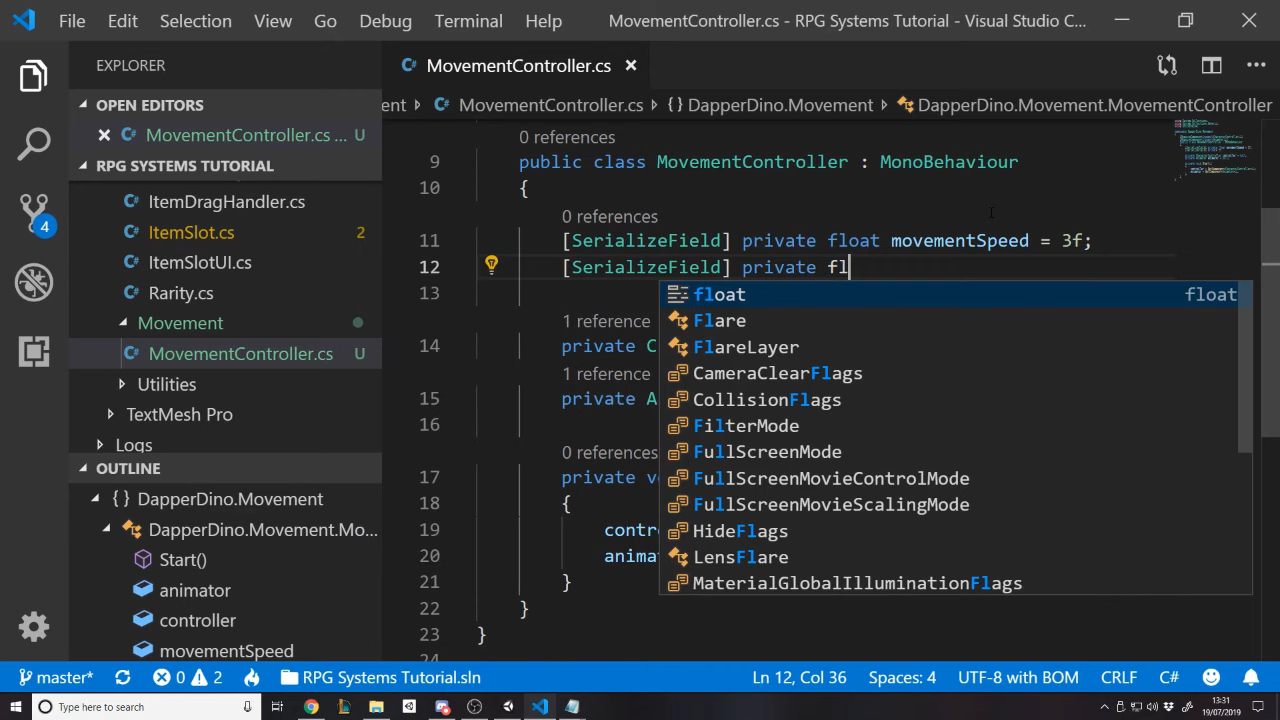 File Edit Selection View Go Debug Terminal Help MovementController.cs - RPG Systems Tutorial - Visual Studio C...
EXPLORER
OPEN EDITORS
MovementController.cs ... U
RPG SYSTEMS TUTORIAL
ItemDragHandler.cs
ItemSlot.cs 2
ItemSlotUI.cs
Rarity.cs
Movement
MovementController.cs U
Utilities
TextMesh Pro
Logs
OUTLINE
{ } DapperDino.Movement
DapperDino.Movement.Mo...
Start()
animator
controller
movementSpeed
4
MovementController.cs
ent MovementController.cs { } DapperDino.Movement DapperDino.Movement.MovementController
0 references
9 public class MovementController : MonoBehaviour
10 {
0 references
11 [SerializeField] private float movementSpeed = 3f;
12 [SerializeField] private fl
13
1 reference
14 private C
1 reference
15 private A
16
0 references
17 private v
18 {
19 contr
20 anima
21 }
22 }
23 }
24
float float
Flare
FlareLayer
CameraClearFlags
CollisionFlags
FilterMode
FullScreenMode
FullScreenMovieControlMode
FullScreenMovieScalingMode
HideFlags
LensFlare
MaterialGlobalIlluminationFlags
master* 0 2 RPG Systems Tutorial.sln Ln 12, Col 36 Spaces: 4 UTF-8 with BOM CRLF C#
Type here to search
13:31
19/07/2019